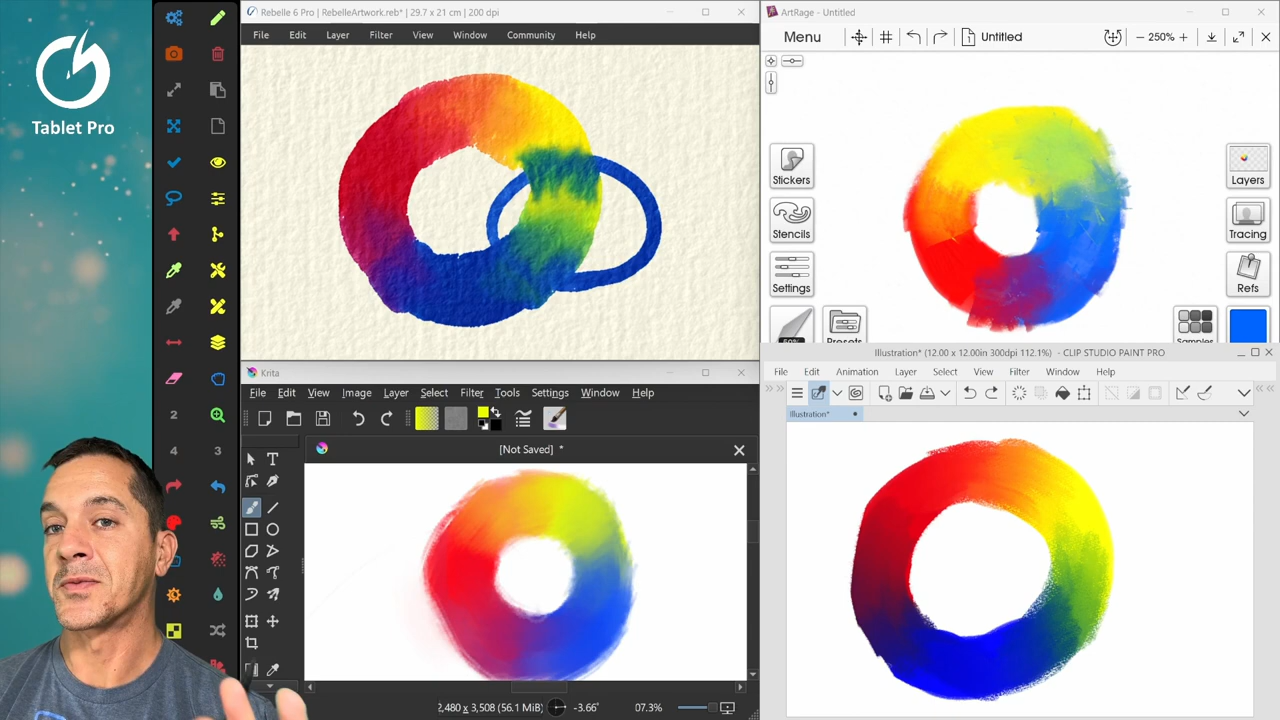 Tablet Pro
2
4
3
Rebelle 6 Pro | RebelleArtwork.reb* | 29.7 x 21 cm | 200 dpi
File Edit Layer Filter View Window Community Help
ArtRage - Untitled
Menu
Untitled
250%
Stickers
Stencils
Settings
50%
Presets
Layers
Tracing
Refs
Samples
Krita
File Edit View Image Layer Select Filter Tools Settings Window Help
[Not Saved] *
2,480 x 3,508 (56.1 MiB)
-3.66°
07.3%
Illustration* (12.00 x 12.00in 300dpi 112.1%) - CLIP STUDIO PAINT PRO
File Edit Animation Layer Select View Filter Window Help
Illustration*